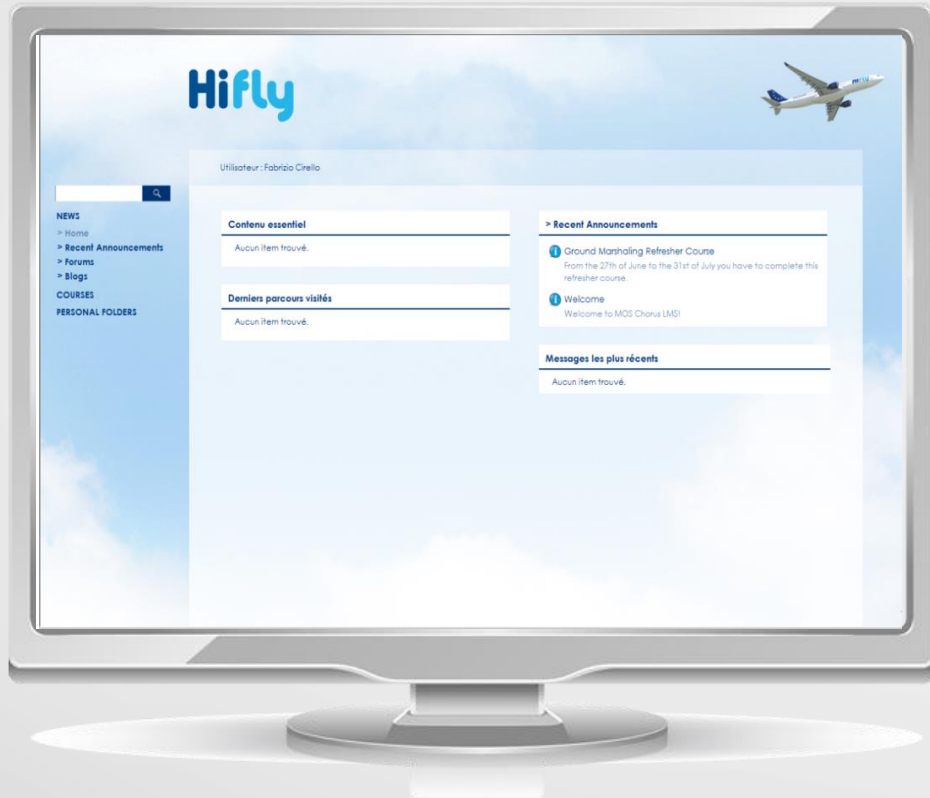 Hifly
Utilisateur : Fabrizio Cirello
NEWS
> Home
> Recent Announcements
> Forums
> Blogs
COURSES
PERSONAL FOLDERS
Contenu essentiel
Aucun item trouvé.
Derniers parcours visités
Aucun item trouvé.
> Recent Announcements
Ground Marshaling Refresher Course
From the 27th of June to the 31st of July you have to complete this
refresher course.
Welcome
Welcome to MOS Chorus LMS!
Messages les plus récents
Aucun item trouvé.